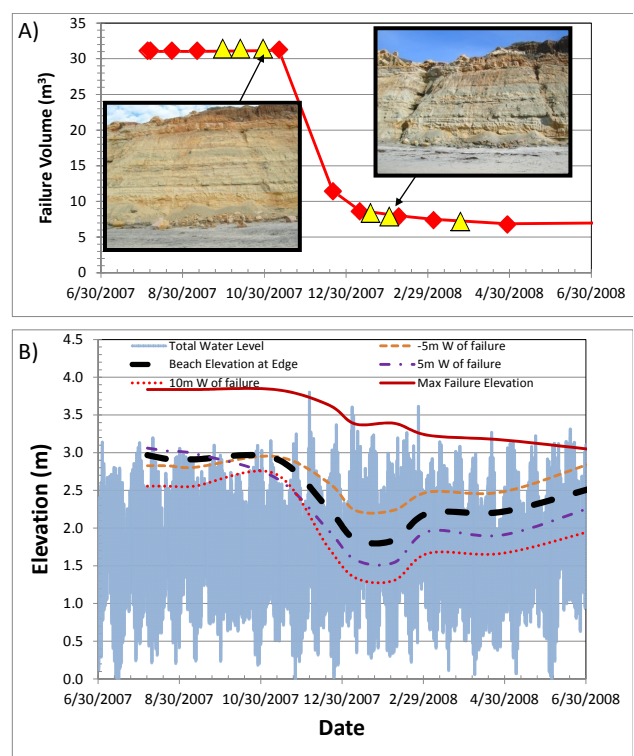 A)
Failure Volume (m³)
35
30
25
20
15
10
5
0
6/30/2007 8/30/2007 10/30/2007 12/30/2007 2/29/2008 4/30/2008 6/30/2008
B)
Total Water Level -5m W of failure
Beach Elevation at Edge 5m W of failure
10m W of failure Max Failure Elevation
Elevation (m)
4.5
4.0
3.5
3.0
2.5
2.0
1.5
1.0
0.5
0.0
6/30/2007 8/30/2007 10/30/2007 12/30/2007 2/29/2008 4/30/2008 6/30/2008
Date